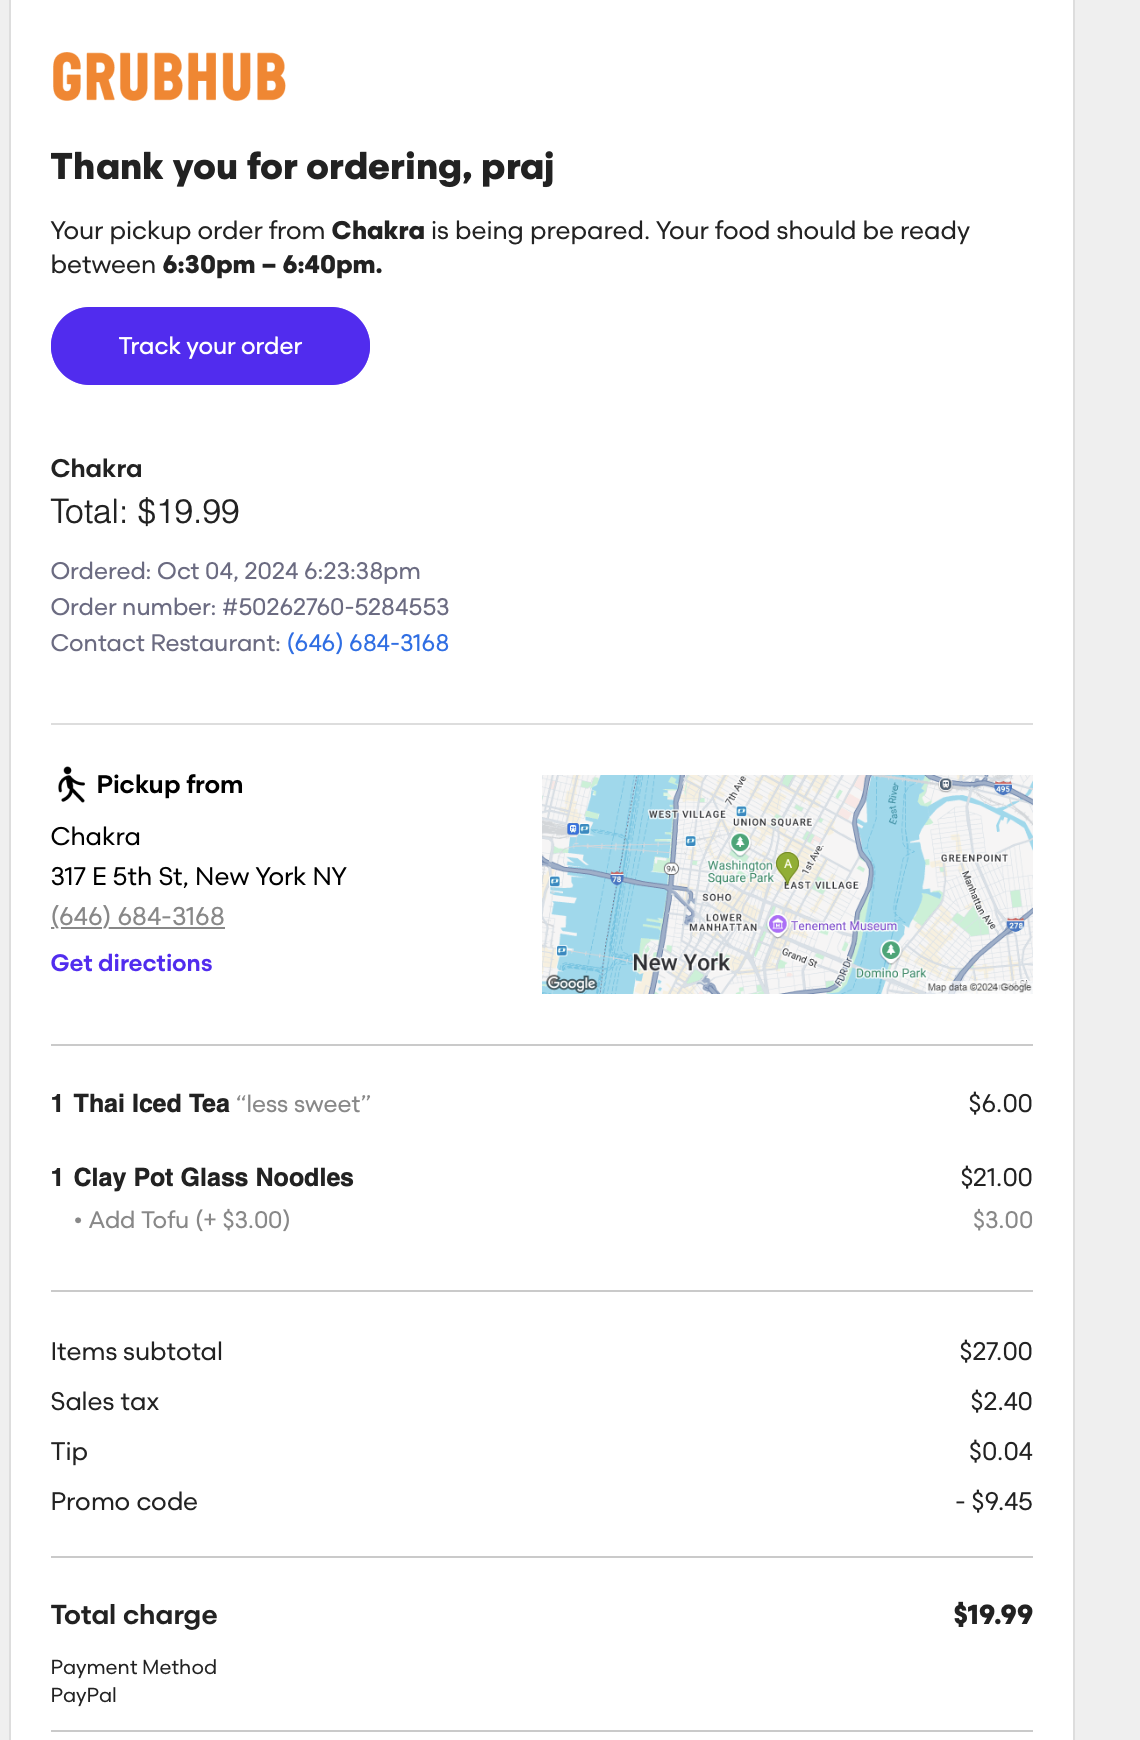 GRUBHUB
Thank you for ordering, praj
Your pickup order from Chakra is being prepared. Your food should be ready
between 6:30pm – 6:40pm.
Track your order
Chakra
Total: $19.99
Ordered: Oct 04, 2024 6:23:38pm
Order number: #50262760-5284553
Contact Restaurant: (646) 684-3168
Pickup from
Chakra
317 E 5th St, New York NY
(646) 684-3168
Get directions
7th Ave
East River
495
WEST VILLAGE
UNION SQUARE
9A
Washington
Square Park
A
1st Ave.
GREENPOINT
78
EAST VILLAGE
SOHO
Manhattan Ave
LOWER
MANHATTAN
Tenement Museum
278
New York
Grand St
FDR Dr
Domino Park
Google
Map data ©2024 Google
1 Thai Iced Tea “less sweet” $6.00
1 Clay Pot Glass Noodles $21.00
• Add Tofu (+ $3.00) $3.00
Items subtotal $27.00
Sales tax $2.40
Tip $0.04
Promo code - $9.45
Total charge $19.99
Payment Method
PayPal